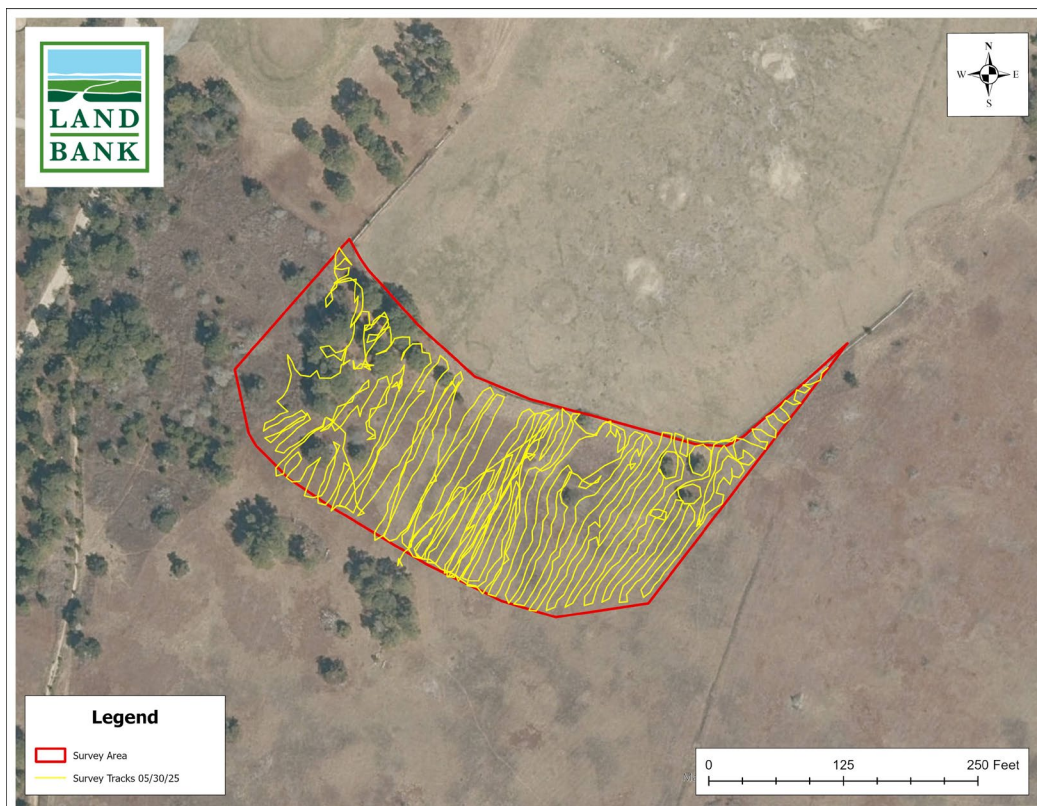 LAND
BANK
N
W E
S
Legend
Survey Area
Survey Tracks 05/30/25
0 125 250 Feet